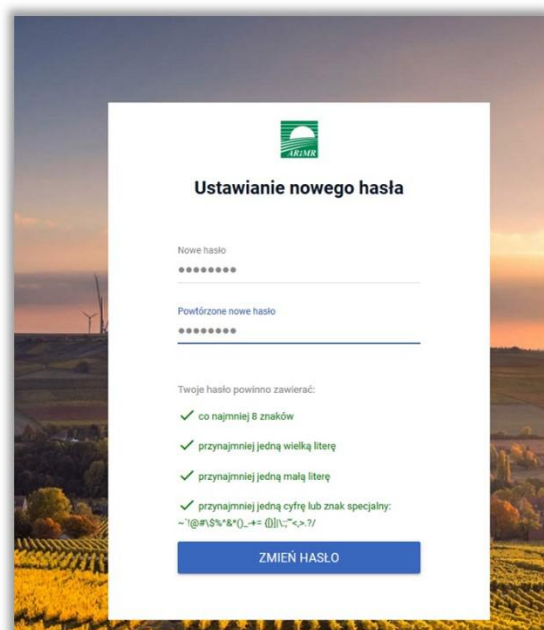 ARiMR
Ustawianie nowego hasła
Nowe hasło
●●●●●●●●
Powtórzone nowe hasło
●●●●●●●●
Twoje hasło powinno zawierać:
co najmniej 8 znaków
przynajmniej jedną wielką literę
przynajmniej jedną małą literę
przynajmniej jedną cyfrę lub znak specjalny:
~`!@#\$%^&*()_-+= {[}]|\:;"'<,>.?/
ZMIEŃ HASŁO